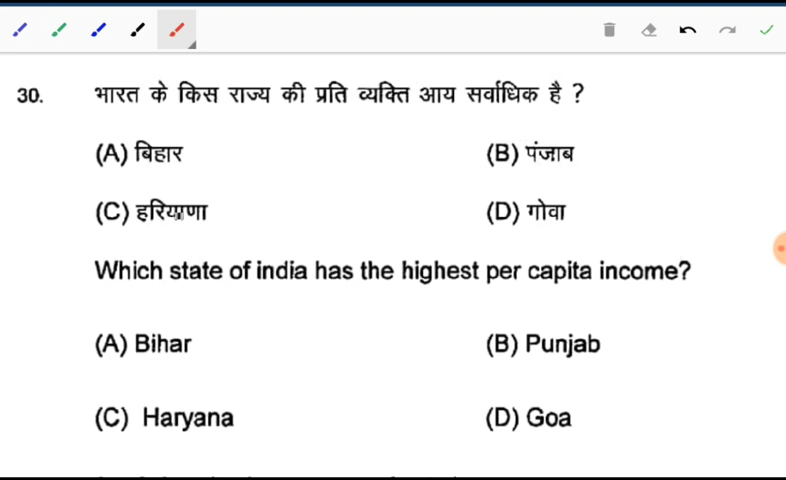 30. भारत के किस राज्य की प्रति व्यक्ति आय सर्वाधिक है ?
(A) बिहार (B) पंजाब
(C) हरियाणा (D) गोवा
Which state of india has the highest per capita income?
(A) Bihar (B) Punjab
(C) Haryana (D) Goa